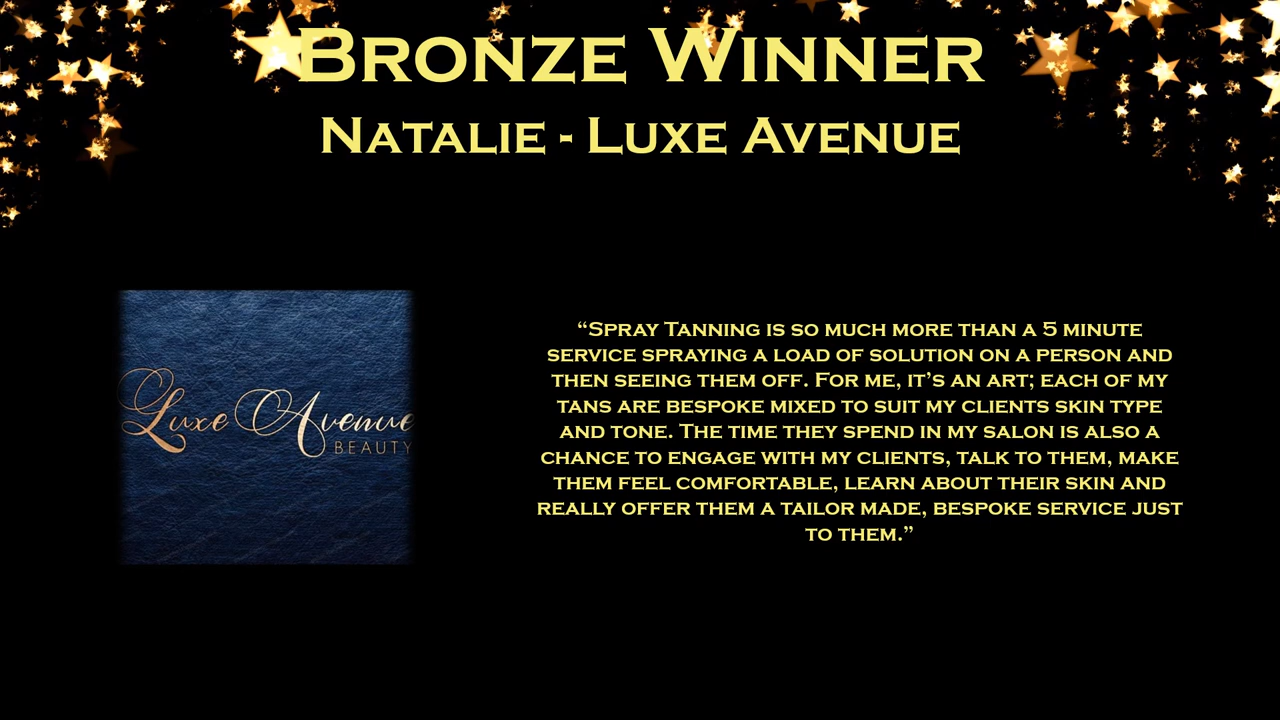 Bronze Winner
Natalie - Luxe Avenue
Luxe Avenue
BEAUTY
“Spray Tanning is so much more than a 5 minute
service spraying a load of solution on a person and
then seeing them off. For me, it’s an art; each of my
tans are bespoke mixed to suit my clients skin type
and tone. The time they spend in my salon is also a
chance to engage with my clients, talk to them, make
them feel comfortable, learn about their skin and
really offer them a tailor made, bespoke service just
to them.”